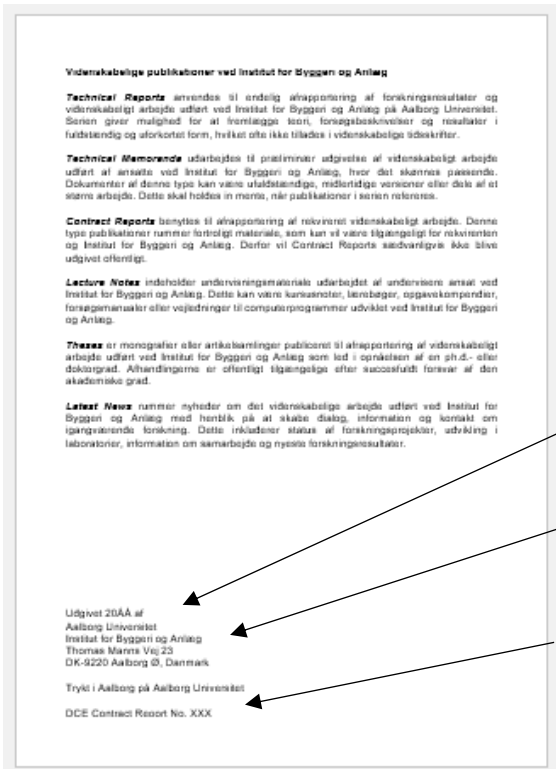 Videnskabelige publikationer ved Institut for Byggeri og Anlæg
Technical Reports anvendes til endelig afrapportering af forskningsresultater og
videnskabeligt arbejde udført ved Institut for Byggeri og Anlæg på Aalborg Universitet.
Serien giver mulighed for at fremlægge teori, forsøgsbeskrivelser og resultater i
fuldstændig og uforkortet form, hvilket ofte ikke tillades i videnskabelige tidsskrifter.
Technical Memoranda udarbejdes til præliminær udgivelse af videnskabeligt arbejde
udført af ansatte ved Institut for Byggeri og Anlæg, hvor det skønnes passende.
Dokumenter af denne type kan være ufuldstændige, midlertidige versioner eller dele af et
større arbejde. Dette skal holdes in mente, når publikationer i serien refereres.
Contract Reports benyttes til afrapportering af rekvireret videnskabeligt arbejde. Denne
type publikationer rummer fortroligt materiale, som kun vil være tilgængeligt for rekvirenten
og Institut for Byggeri og Anlæg. Derfor vil Contract Reports sædvanligvis ikke blive
udgivet offentligt.
Lecture Notes indeholder undervisningsmateriale udarbejdet af undervisere ansat ved
Institut for Byggeri og Anlæg. Dette kan være kursusnoter, lærebøger, opgavekompendier,
forsøgsmanualer eller vejledninger til computerprogrammer udviklet ved Institut for Byggeri
og Anlæg.
Theses er monografier eller artikelsamlinger publiceret til afrapportering af videnskabeligt
arbejde udført ved Institut for Byggeri og Anlæg som led i opnåelsen af en ph.d.- eller
doktorgrad. Afhandlingerne er offentligt tilgængelige efter succesfuldt forsvar af den
akademiske grad.
Latest News rummer nyheder om det videnskabelige arbejde udført ved Institut for
Byggeri og Anlæg med henblik på at skabe dialog, information og kontakt om
igangværende forskning. Dette inkluderer status af forskningsprojekter, udvikling i
laboratorier, information om samarbejde og nyeste forskningsresultater.
Udgivet 20ÅÅ af
Aalborg Universitet
Institut for Byggeri og Anlæg
Thomas Manns Vej 23
DK-9220 Aalborg Ø, Danmark
Trykt i Aalborg på Aalborg Universitet
DCE Contract Report No. XXX